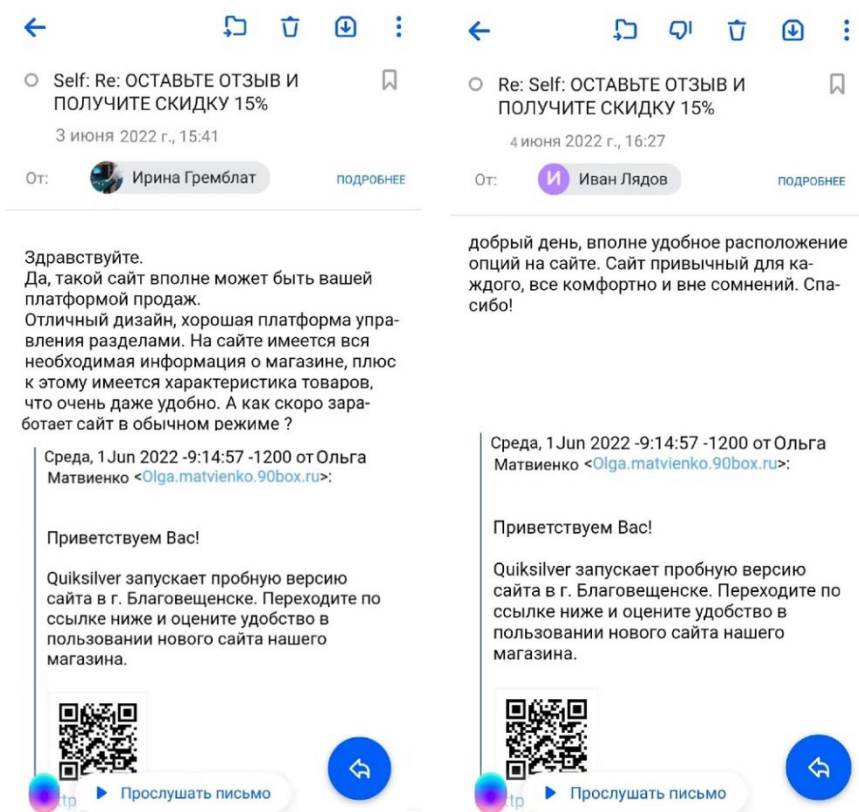 Self: Re: ОСТАВЬТЕ ОТЗЫВ И
ПОЛУЧИТЕ СКИДКУ 15%
3 июня 2022 г., 15:41
От: Ирина Гремблат ПОДРОБНЕЕ
Здравствуйте.
Да, такой сайт вполне может быть вашей
платформой продаж.
Отличный дизайн, хорошая платформа упра-
вления разделами. На сайте имеется вся
необходимая информация о магазине, плюс
к этому имеется характеристика товаров,
что очень даже удобно. А как скоро зара-
ботает сайт в обычном режиме ?
Среда, 1Jun 2022 -9:14:57 -1200 от Ольга
Матвиенко <Olga.matvienko.90box.ru>:
Приветствуем Вас!
Quiksilver запускает пробную версию
сайта в г. Благовещенске. Переходите по
ссылке ниже и оцените удобство в
пользовании нового сайта нашего
магазина.
Прослушать письмо
Re: Self: ОСТАВЬТЕ ОТЗЫВ И
ПОЛУЧИТЕ СКИДКУ 15%
4 июня 2022 г., 16:27
От: И Иван Лядов ПОДРОБНЕЕ
добрый день, вполне удобное расположение
опций на сайте. Сайт привычный для ка-
ждого, все комфортно и вне сомнений. Спа-
сибо!
Среда, 1Jun 2022 -9:14:57 -1200 от Ольга
Матвиенко <Olga.matvienko.90box.ru>:
Приветствуем Вас!
Quiksilver запускает пробную версию
сайта в г. Благовещенске. Переходите по
ссылке ниже и оцените удобство в
пользовании нового сайта нашего
магазина.
Прослушать письмо